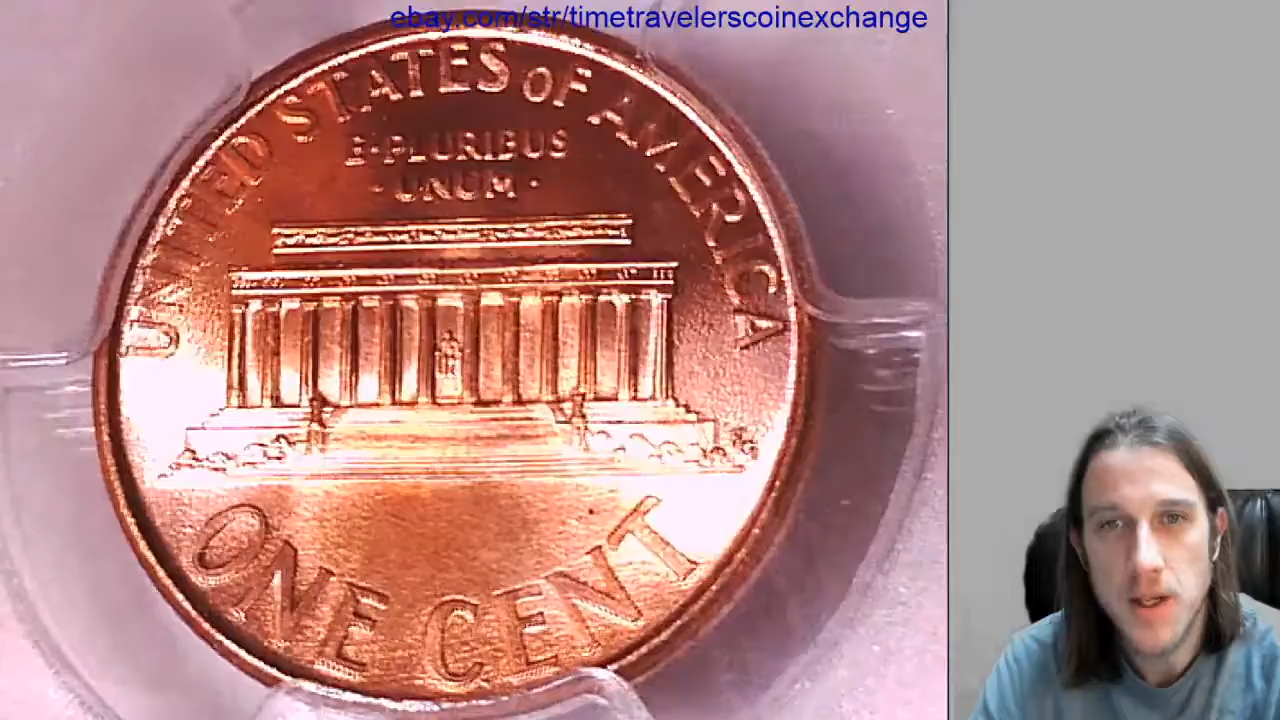 ebay.com/str/timetravelerscoinexchange
UNITED STATES OF AMERICA
E·PLURIBUS
·UNUM·
ONE CENT